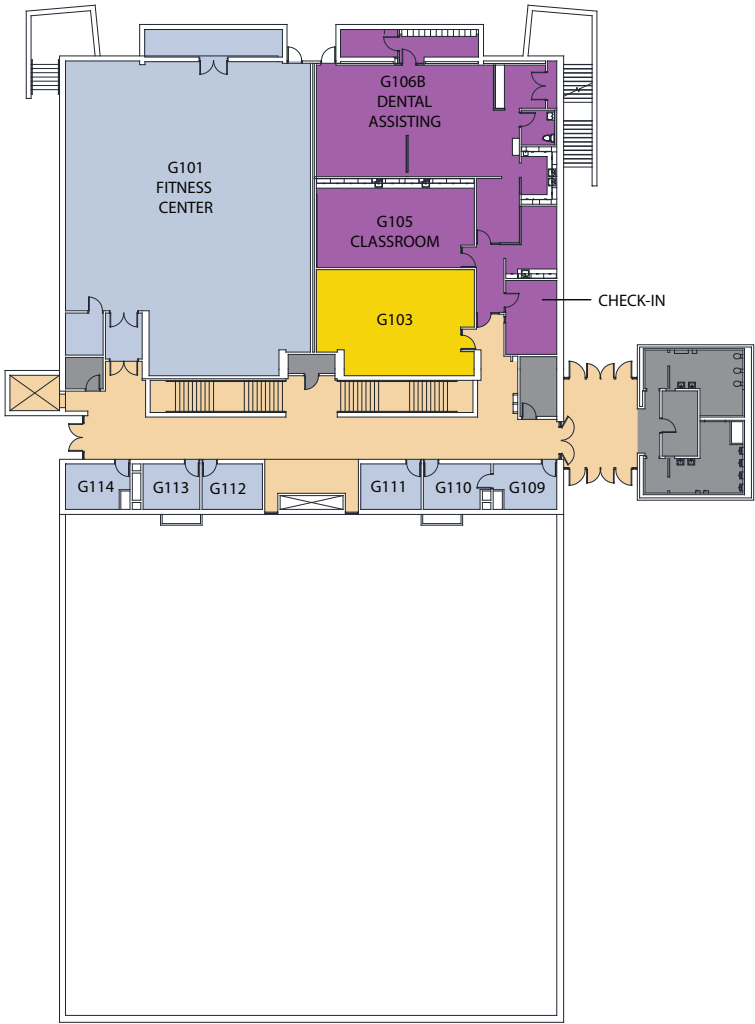 G106B
DENTAL
ASSISTING
G101
FITNESS
CENTER
G105
CLASSROOM
CHECK-IN
G103
G114
G113
G112
G111
G110
G109